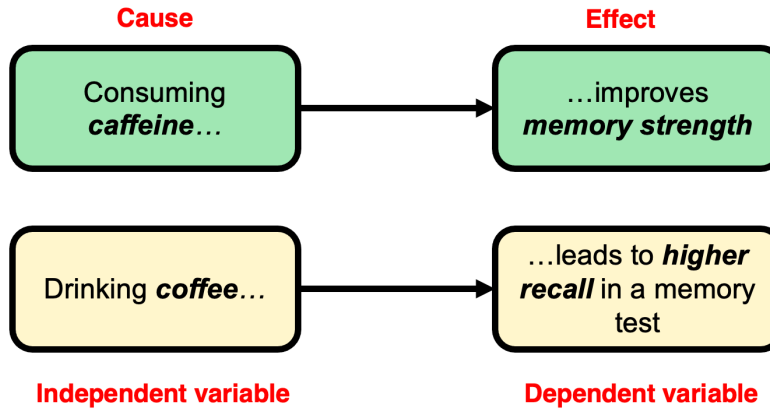 Cause
Effect
Consuming
caffeine…
…improves
memory strength
Drinking coffee…
…leads to higher
recall in a memory
test
Independent variable
Dependent variable